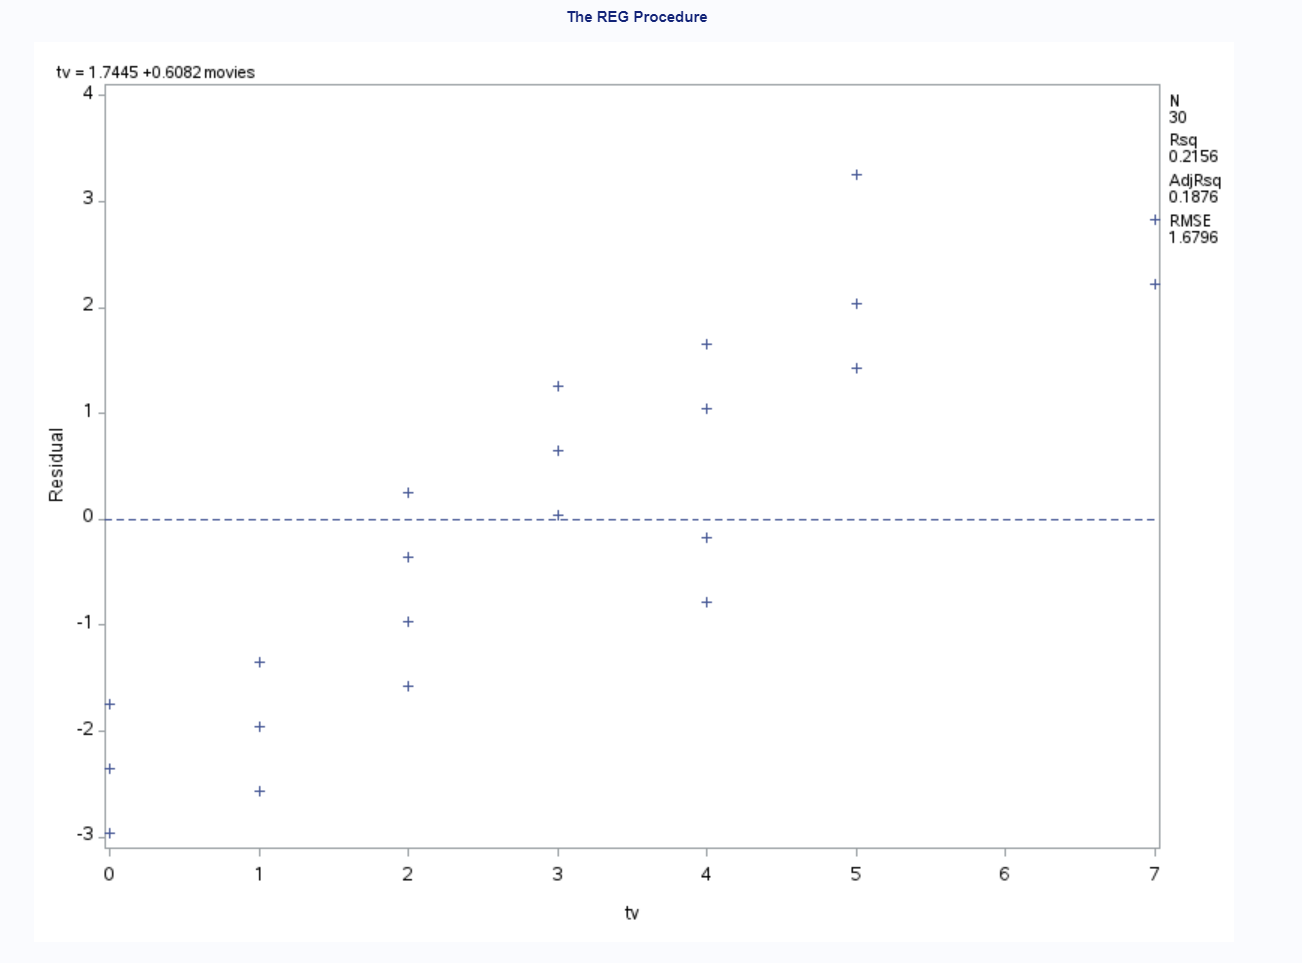 The REG Procedure
tv = 1.7445 +0.6082 movies
4
3
2
1
0
-1
-2
-3
Residual
0 1 2 3 4 5 6 7
tv
N
30
Rsq
0.2156
AdjRsq
0.1876
RMSE
1.6796